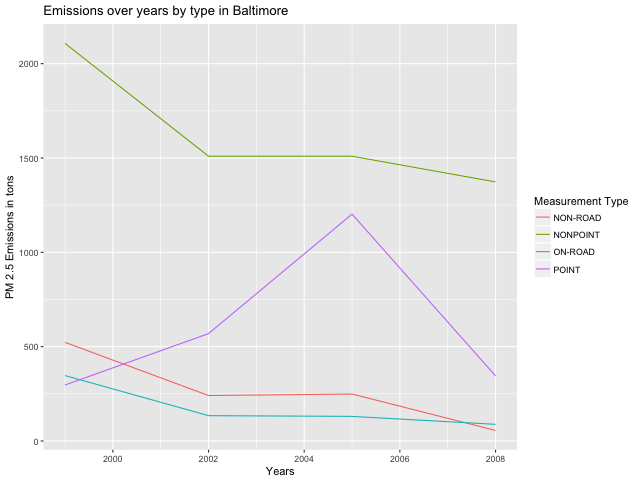 Emissions over years by type in Baltimore
PM 2.5 Emissions in tons
2000
1500
1000
500
0
2000
2002
2004
2006
2008
Years
Measurement Type
NON-ROAD
NONPOINT
ON-ROAD
POINT